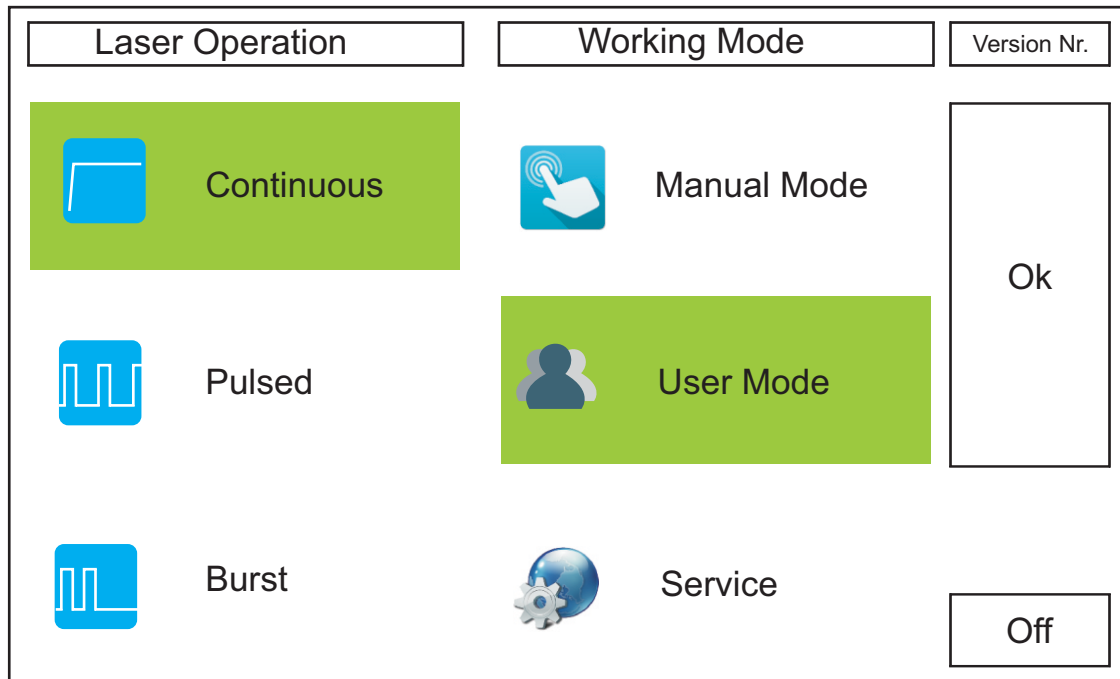 Laser Operation
Working Mode
Version Nr.
Continuous
Manual Mode
Ok
Pulsed
User Mode
Burst
Service
Off